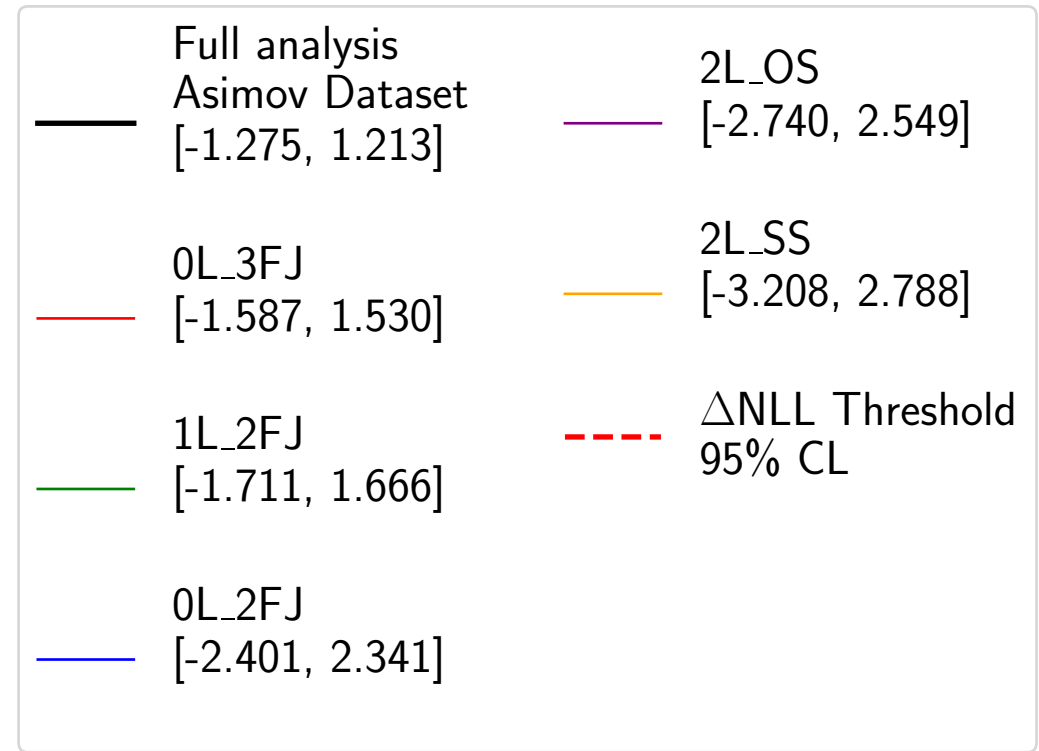 Full analysis
Asimov Dataset
[-1.275, 1.213]
0L_3FJ
[-1.587, 1.530]
1L_2FJ
[-1.711, 1.666]
0L_2FJ
[-2.401, 2.341]
2L_OS
[-2.740, 2.549]
2L_SS
[-3.208, 2.788]
ΔNLL Threshold
95% CL